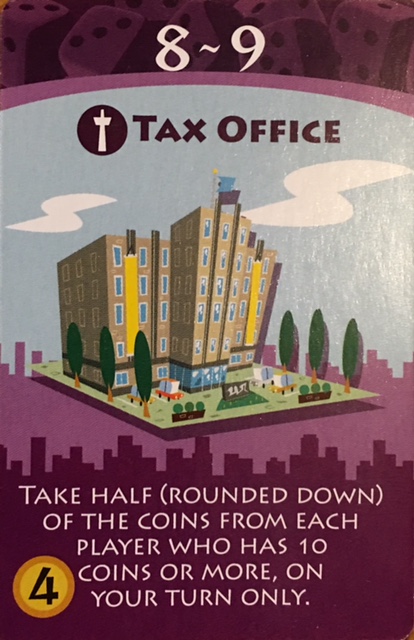 8~9
TAX OFFICE
TAKE HALF (ROUNDED DOWN)
OF THE COINS FROM EACH
PLAYER WHO HAS 10
COINS OR MORE, ON
YOUR TURN ONLY.
4